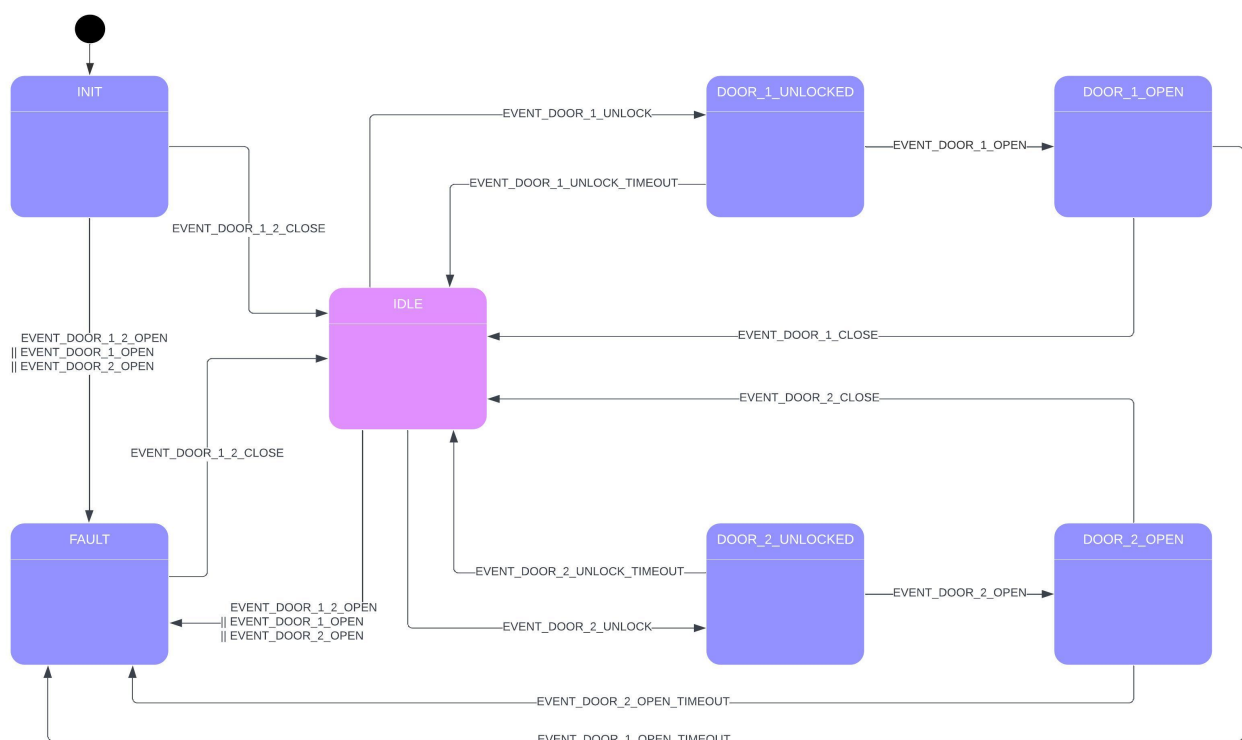 INIT
DOOR_1_UNLOCKED
DOOR_1_OPEN
EVENT_DOOR_1_UNLOCK
EVENT_DOOR_1_OPEN
EVENT_DOOR_1_UNLOCK_TIMEOUT
EVENT_DOOR_1_2_CLOSE
IDLE
EVENT_DOOR_1_2_OPEN
|| EVENT_DOOR_1_OPEN
|| EVENT_DOOR_2_OPEN
EVENT_DOOR_1_CLOSE
EVENT_DOOR_2_CLOSE
EVENT_DOOR_1_2_CLOSE
FAULT
DOOR_2_UNLOCKED
DOOR_2_OPEN
EVENT_DOOR_2_UNLOCK_TIMEOUT
EVENT_DOOR_2_OPEN
EVENT_DOOR_1_2_OPEN
|| EVENT_DOOR_1_OPEN
|| EVENT_DOOR_2_OPEN
EVENT_DOOR_2_UNLOCK
EVENT_DOOR_2_OPEN_TIMEOUT
EVENT_DOOR_1_OPEN_TIMEOUT